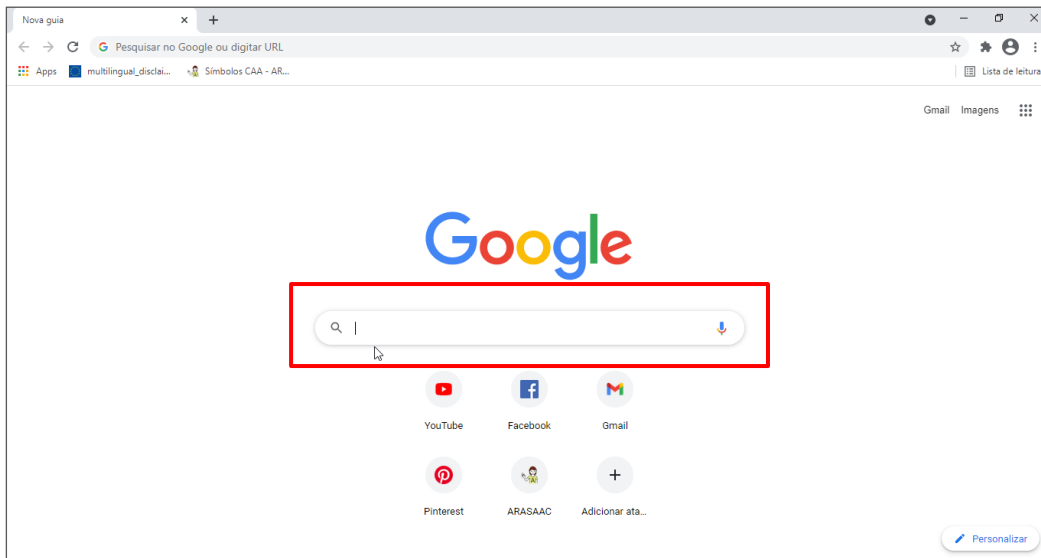 Nova guia
Pesquisar no Google ou digitar URL
Apps multilingual_disclai... Símbolos CAA - AR... Lista de leitura
Gmail Imagens
Google
YouTube Facebook Gmail
Pinterest ARASAAC Adicionar ata...
Personalizar